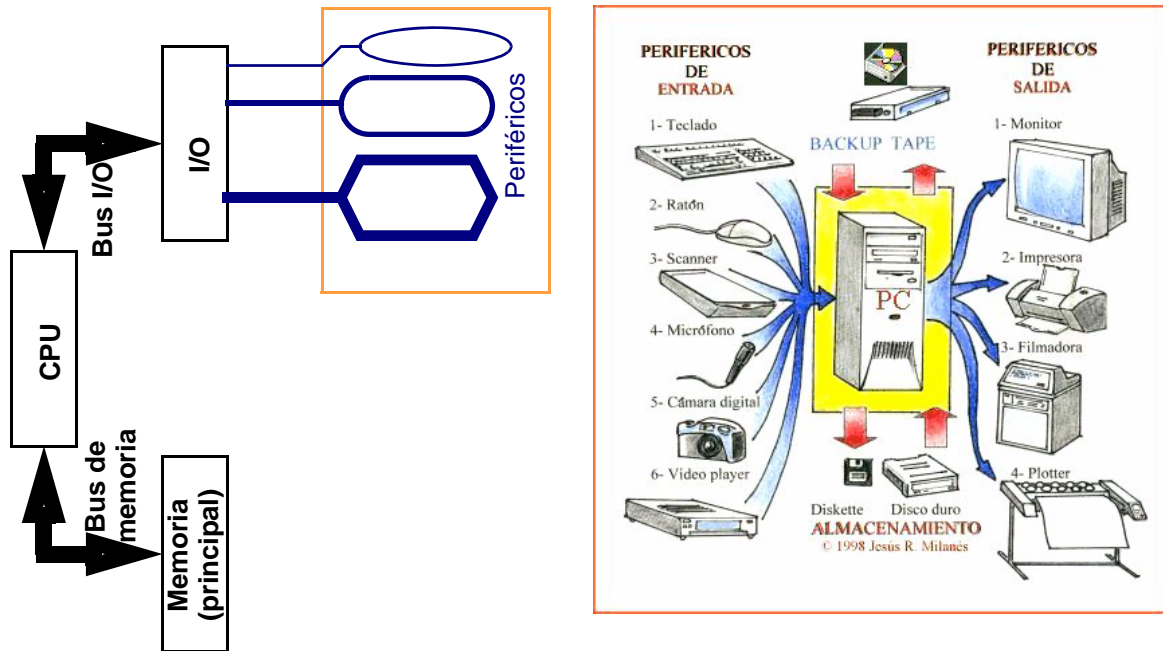 Periféricos
I/O
Bus I/O
CPU
Bus de
memoria
Memoria
(principal)
PERIFERICOS
DE
ENTRADA
1- Teclado
2- Ratón
3- Scanner
4- Micrófono
5- Cámara digital
6- Video player
BACKUP TAPE
PC
Diskette
Disco duro
ALMACENAMIENTO
© 1998 Jesús R. Milanés
PERIFERICOS
DE
SALIDA
1- Monitor
2- Impresora
3- Filmadora
4- Plotter